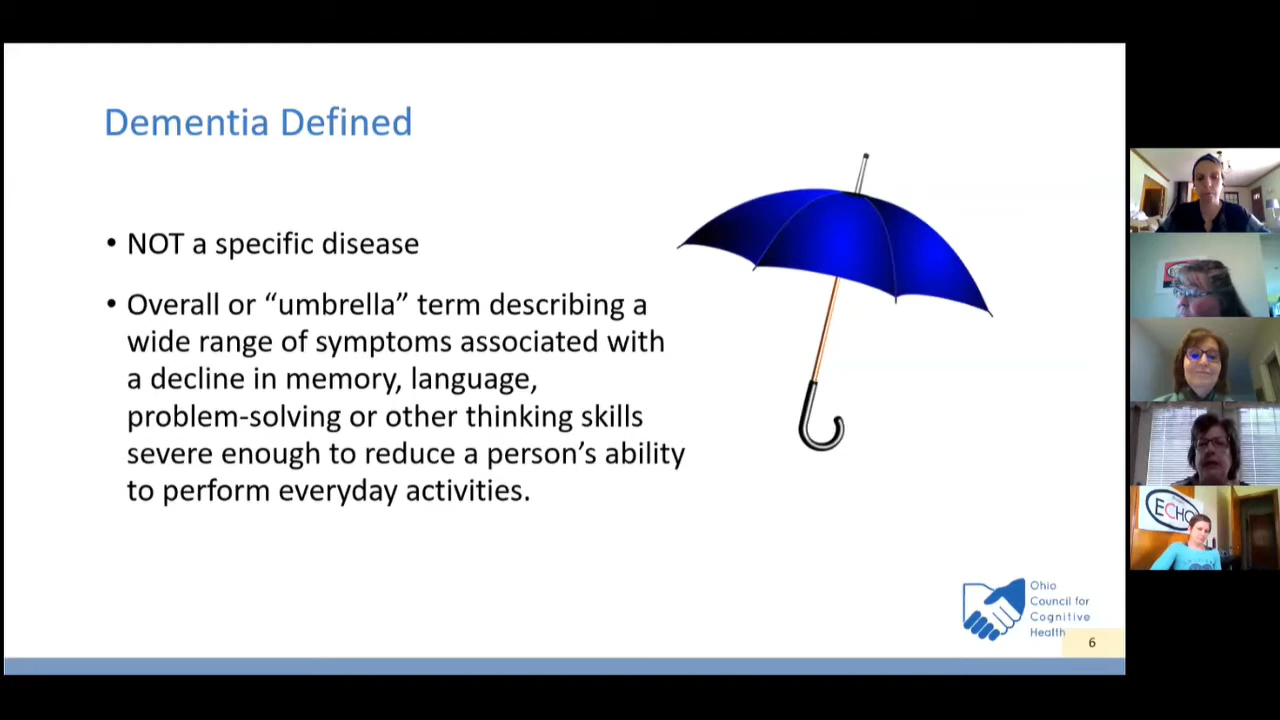 Dementia Defined
• NOT a specific disease
• Overall or “umbrella” term describing a
wide range of symptoms associated with
a decline in memory, language,
problem-solving or other thinking skills
severe enough to reduce a person’s ability
to perform everyday activities.
Ohio
Council for
Cognitive
Health
6
ECHO